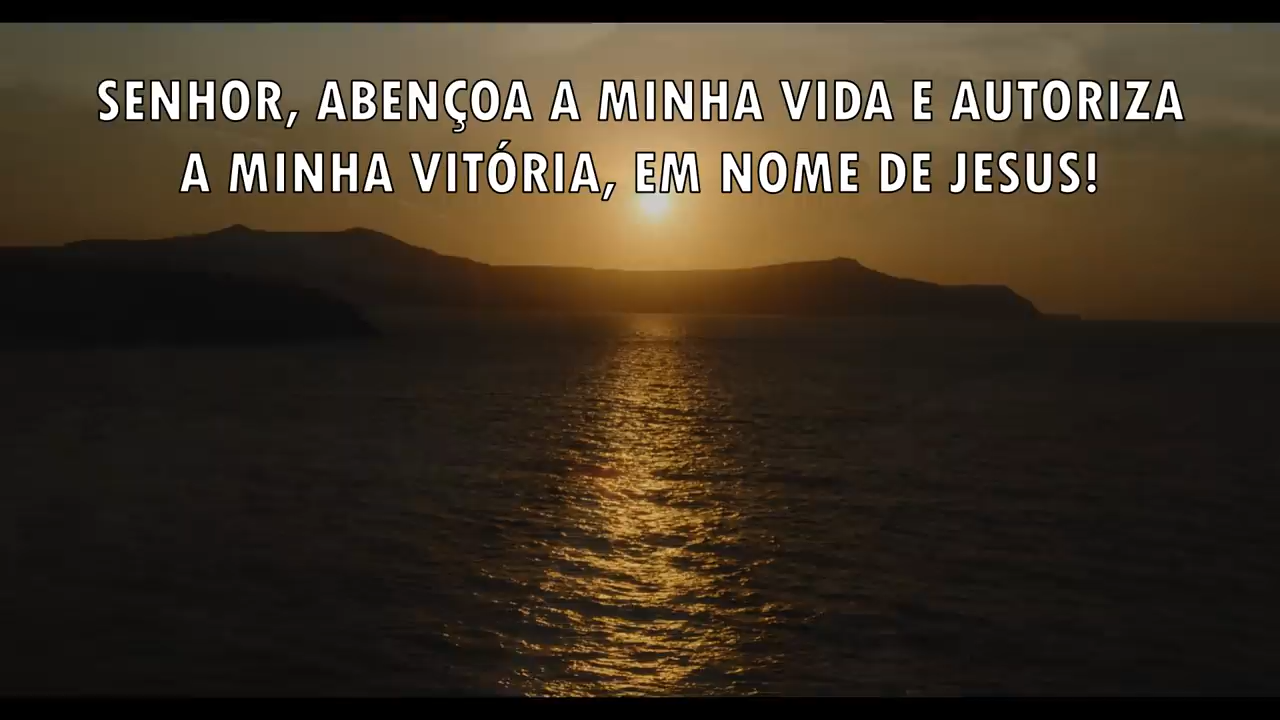 SENHOR, ABENÇOA A MINHA VIDA E AUTORIZA
A MINHA VITÓRIA, EM NOME DE JESUS!